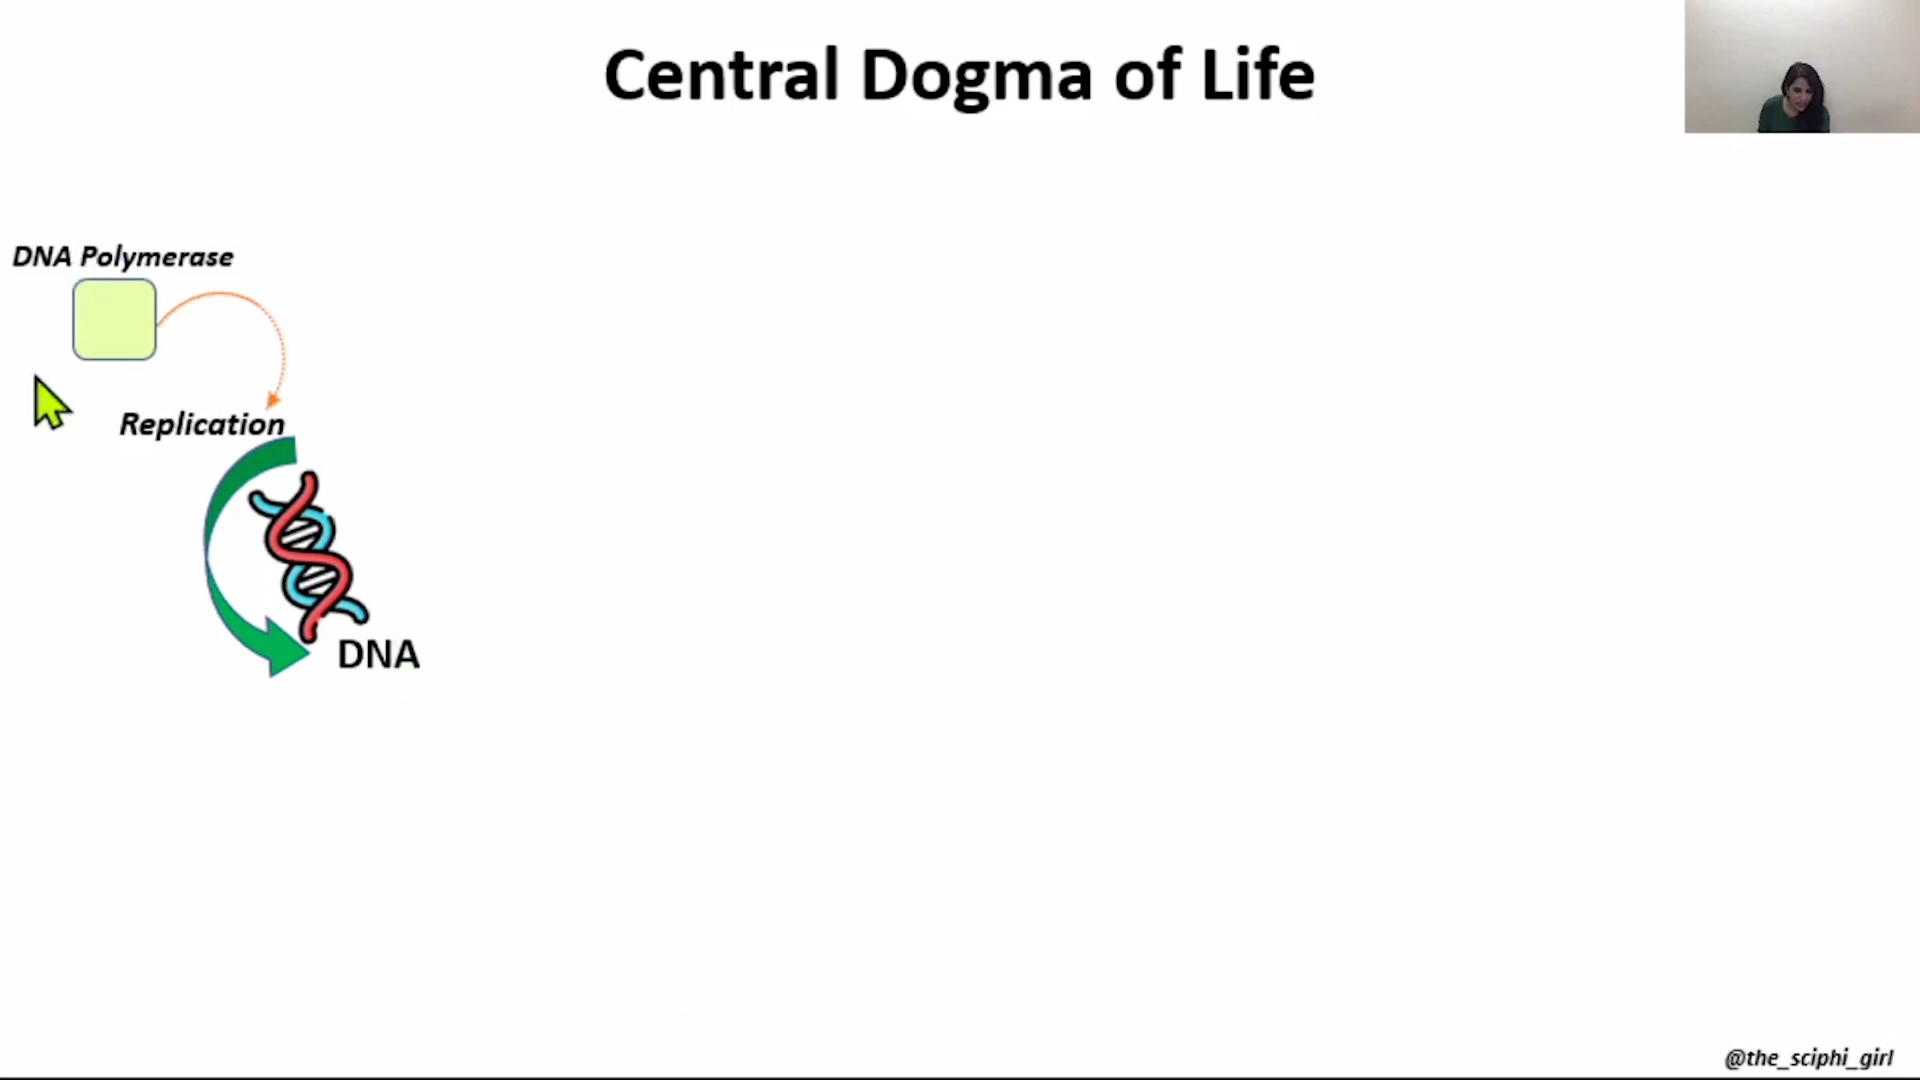 Central Dogma of Life
DNA Polymerase
Replication
DNA
@the_sciphi_girl